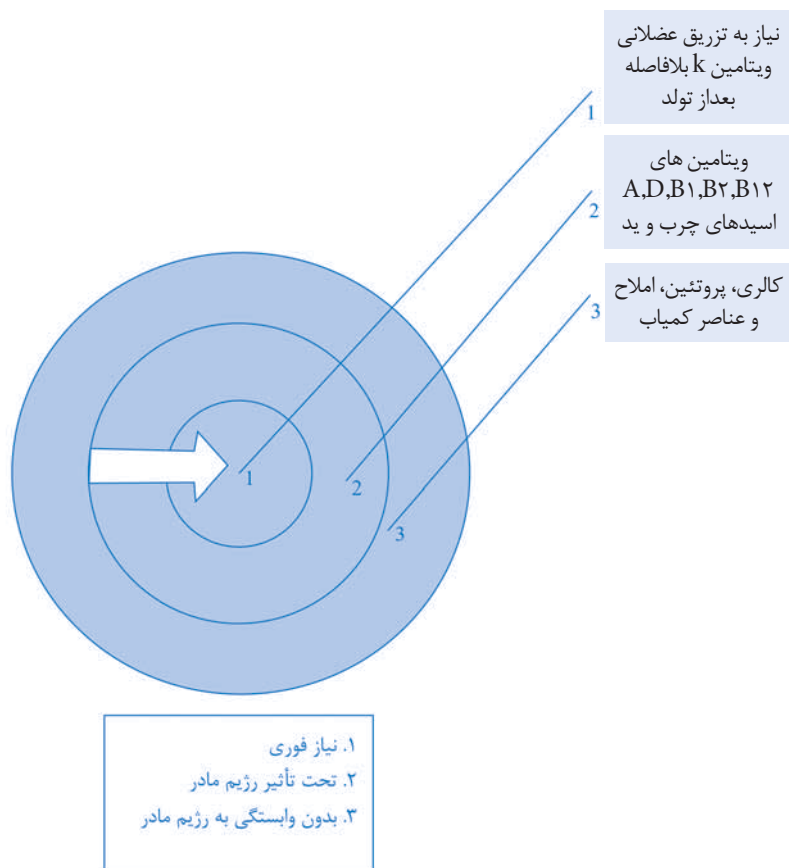 نیاز به تزریق عضلانی
ویتامین k بلافاصله
بعداز تولد
1
ویتامین های
A,D,B۱,B۲,B۱۲
اسیدهای چرب و ید
2
کالری، پروتئین، املاح
و عناصر کمیاب
3
1
2
3
۱. نیاز فوری
۲. تحت تأثیر رژیم مادر
۳. بدون وابستگی به رژیم مادر